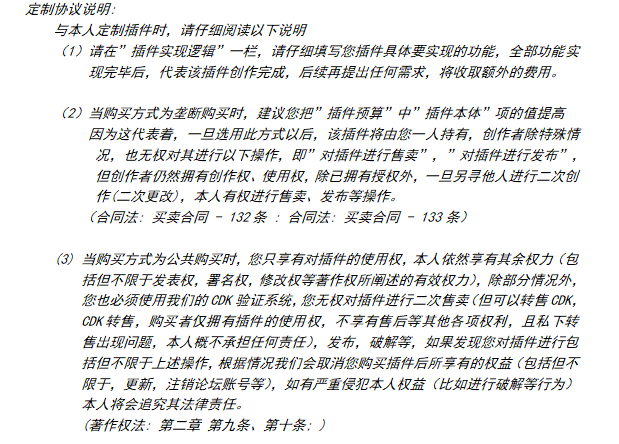 定制协议说明:
与本人定制插件时, 请仔细阅读以下说明
(1) 请在”插件实现逻辑”一栏, 请仔细填写您插件具体要实现的功能, 全部功能实
现完毕后, 代表该插件创作完成, 后续再提出任何需求, 将收取额外的费用。
(2) 当购买方式为垄断购买时, 建议您把”插件预算”中”插件本体”项的值提高
因为这代表着, 一旦选用此方式以后, 该插件将由您一人持有, 创作者除特殊情
况, 也无权对其进行以下操作, 即”对插件进行售卖”, ”对插件进行发布”,
但创作者仍然拥有创作权、使用权, 除已拥有授权外, 一旦另寻他人进行二次创
作(二次更改), 本人有权进行售卖、发布等操作。
(合同法: 买卖合同 - 132条 : 合同法: 买卖合同 - 133条)
(3) 当购买方式为公共购买时, 您只享有对插件的使用权, 本人依然享有其余权力(包
括但不限于发表权, 署名权, 修改权等著作权所阐述的有效权力), 除部分情况外,
您也必须使用我们的CDK验证系统, 您无权对插件进行二次售卖(但可以转售CDK,
CDK转售, 购买者仅拥有插件的使用权, 不享有售后等其他各项权利, 且私下转
售出现问题, 本人概不承担任何责任), 发布, 破解等, 如果发现您对插件进行包
括但不限于上述操作, 根据情况我们会取消您购买插件后所享有的权益(包括但不
限于, 更新, 注销论坛账号等), 如有严重侵犯本人权益(比如进行破解等行为)
本人将会追究其法律责任。
(著作权法: 第二章 第九条、第十条: )